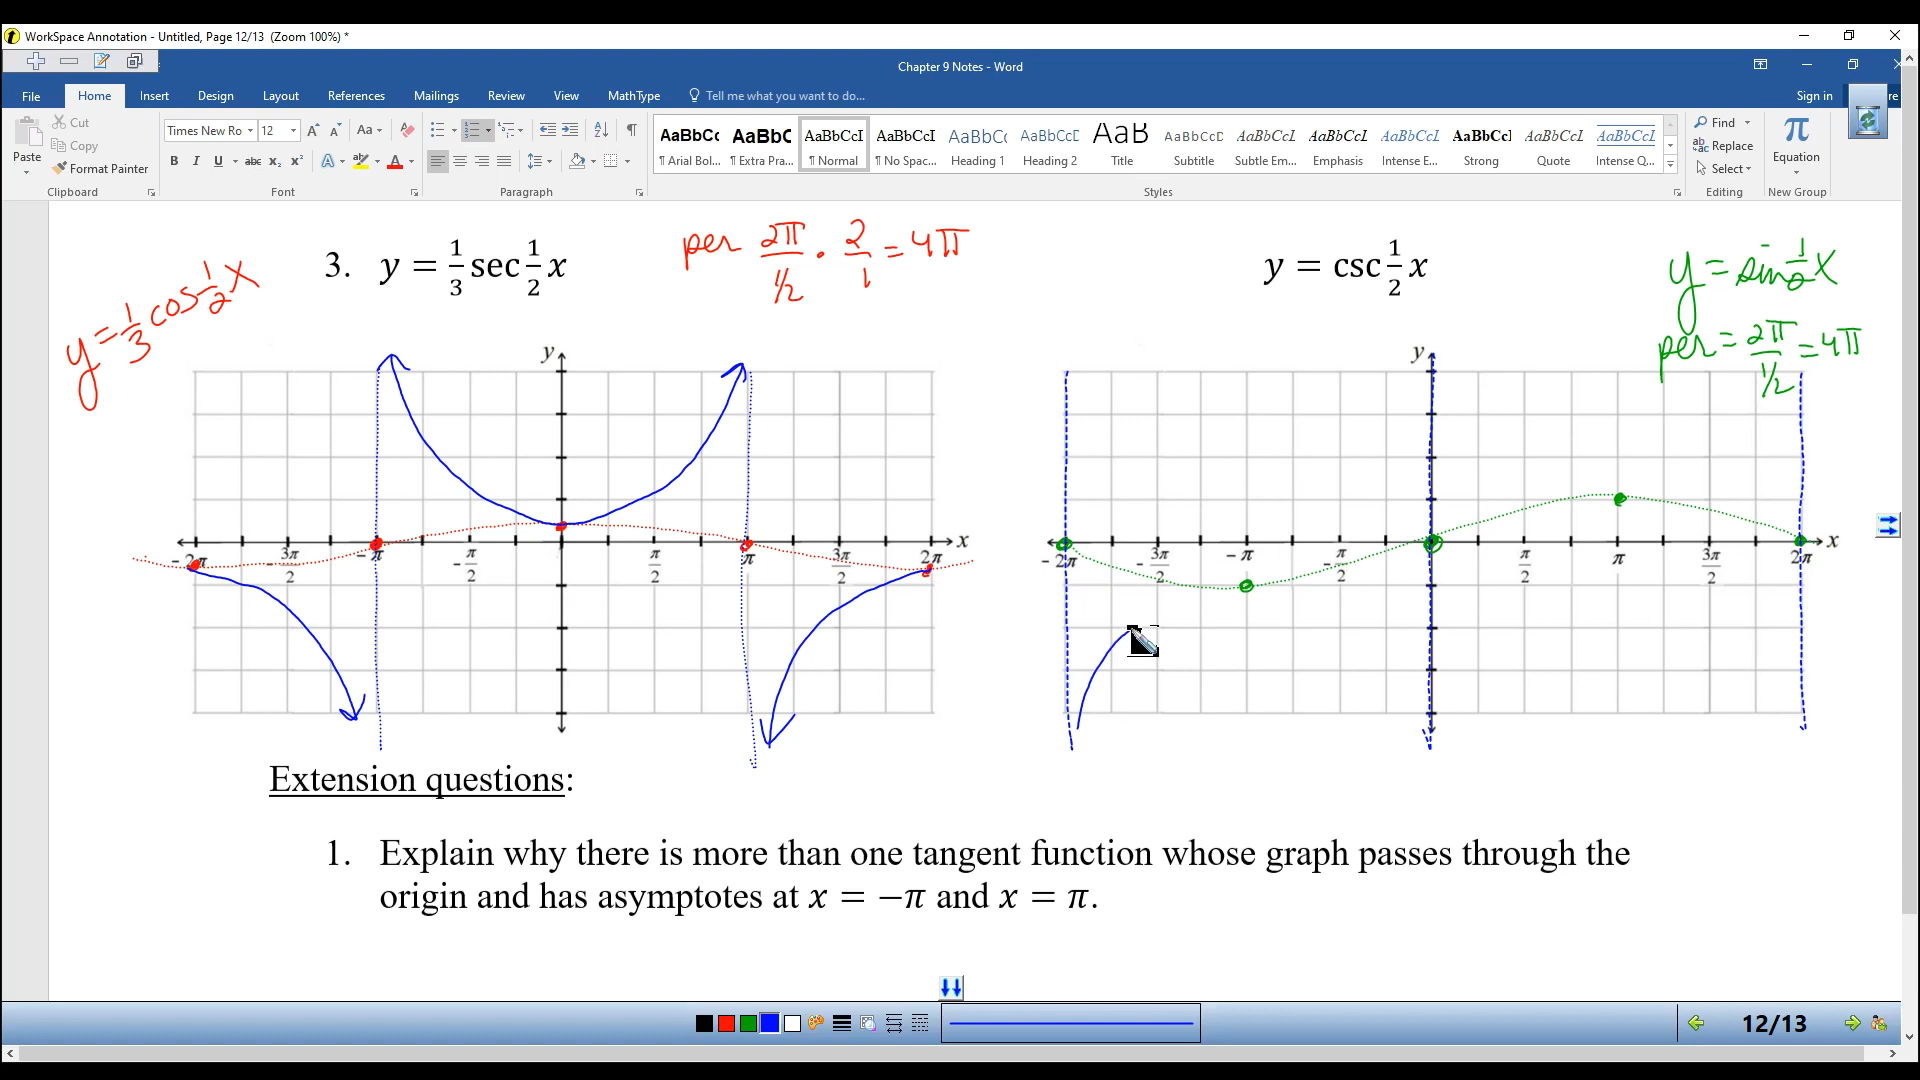 WorkSpace Annotation - Untitled, Page 12/13 (Zoom 100%) *
Chapter 9 Notes - Word
File Home Insert Design Layout References Mailings Review View MathType Tell me what you want to do... Sign in
Cut
Copy
Format Painter
Paste
Clipboard
Times New Ro 12
Font
Paragraph
AaBbCc AaBbC AaBbCcI AaBbCcI AaBbC( AaBbCcD AaB AaBbCcD AaBbCcL AaBbCcL AaBbCcL AaBbCcI AaBbCcL AaBbCcL
¶ Arial Bol... ¶ Extra Pra... ¶ Normal ¶ No Spac... Heading 1 Heading 2 Title Subtitle Subtle Em... Emphasis Intense E... Strong Quote Intense Q...
Styles
Find
Replace
Select
Editing
π
Equation
New Group
3. y = 1/3 sec 1/2 x
per 2π/(1/2) · 2/1 = 4π
y = 1/3 cos 1/2 x
y = csc 1/2 x
y = sin 1/2 x
per = 2π/(1/2) = 4π
y
x
- 2π - 3π/2 - π - π/2 π/2 π 3π/2 2π
y
x
- 2π - 3π/2 - π - π/2 π/2 π 3π/2 2π
Extension questions:
1. Explain why there is more than one tangent function whose graph passes through the
origin and has asymptotes at x = −π and x = π.
12/13